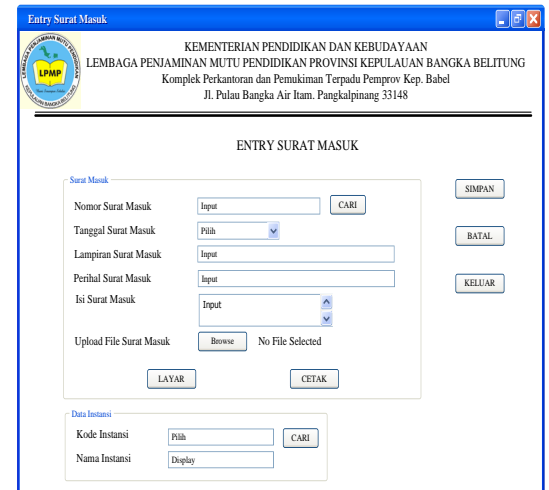 Entry Surat Masuk
KEMENTERIAN PENDIDIKAN DAN KEBUDAYAAN
LEMBAGA PENJAMINAN MUTU PENDIDIKAN PROVINSI KEPULAUAN BANGKA BELITUNG
Komplek Perkantoran dan Pemukiman Terpadu Pemprov Kep. Babel
Jl. Pulau Bangka Air Itam. Pangkalpinang 33148
LPMP
ENTRY SURAT MASUK
Surat Masuk
Nomor Surat Masuk Input CARI
Tanggal Surat Masuk Pilih
Lampiran Surat Masuk Input
Perihal Surat Masuk Input
Isi Surat Masuk Input
Upload File Surat Masuk Browse No File Selected
LAYAR CETAK
SIMPAN
BATAL
KELUAR
Data Instansi
Kode Instansi Pilih CARI
Nama Instansi Display